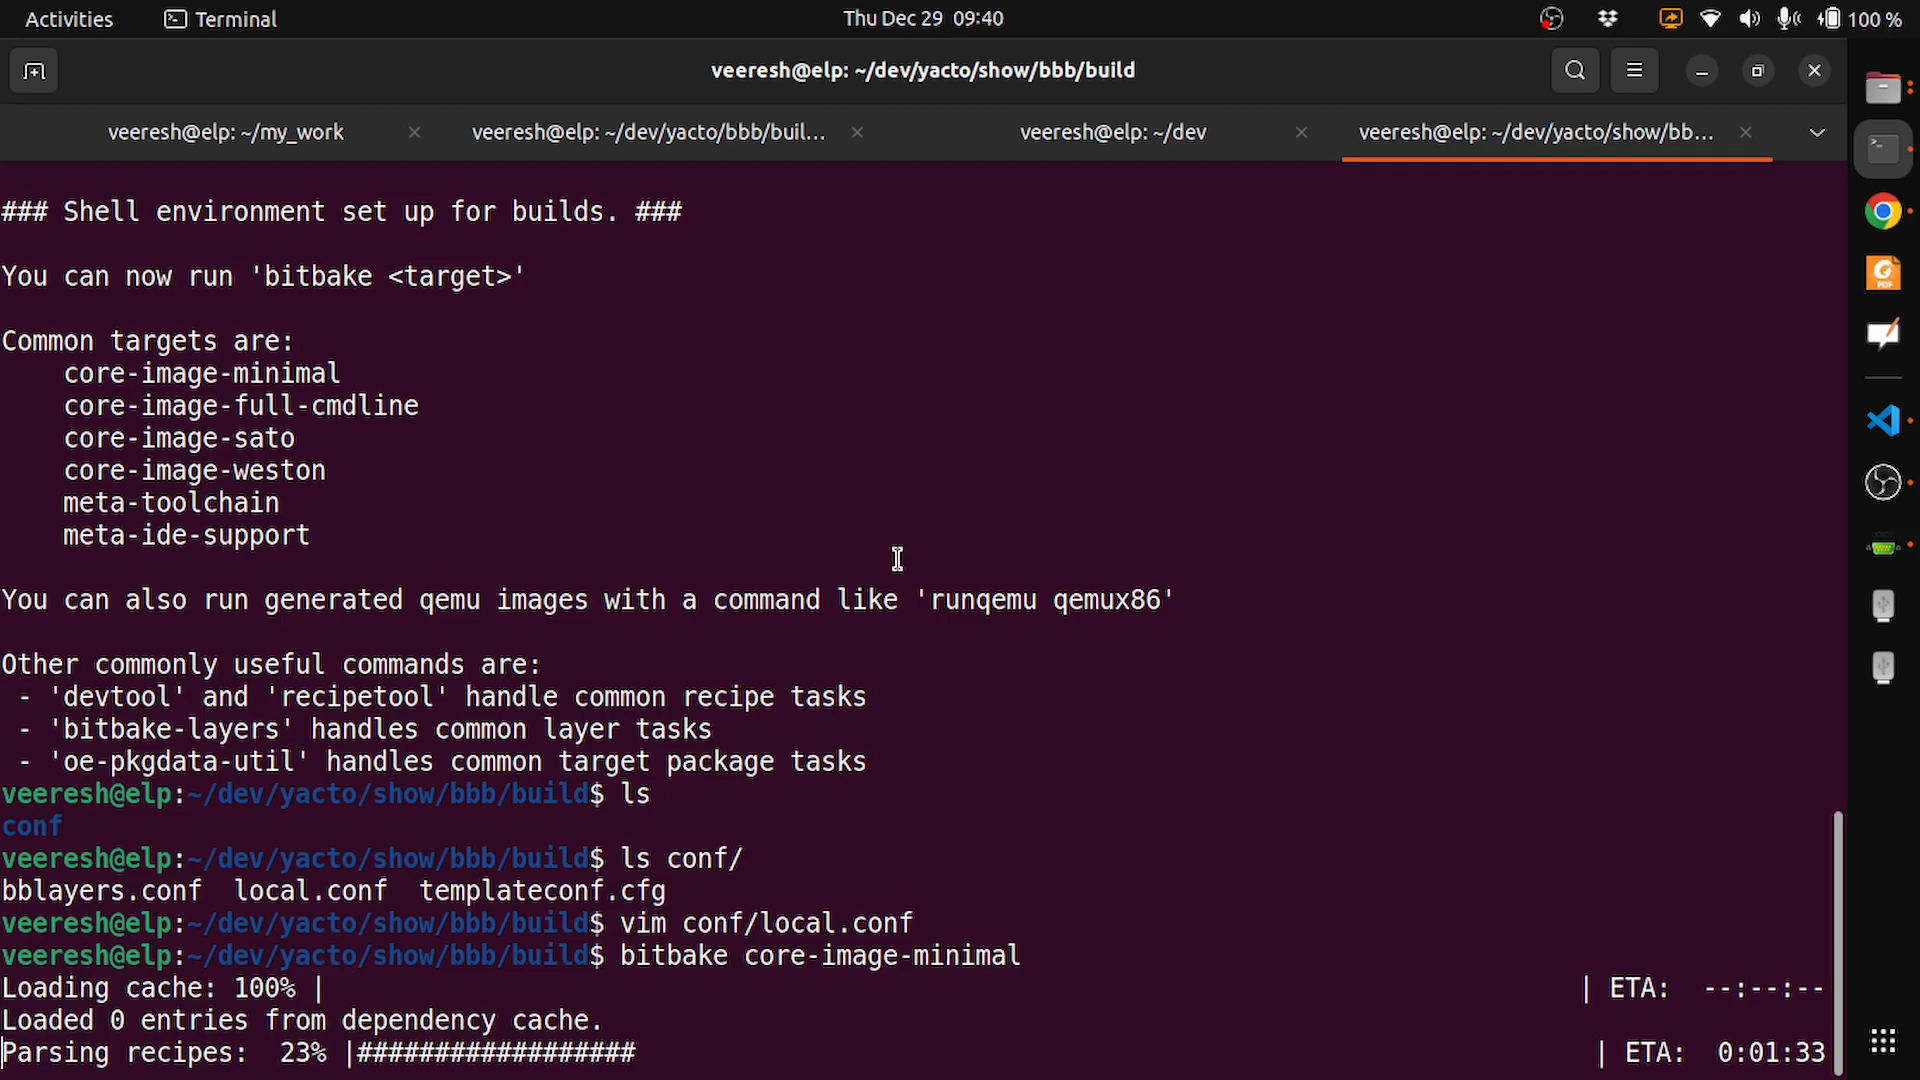 Activities Terminal Thu Dec 29 09:40 100 %
veeresh@elp: ~/dev/yacto/show/bbb/build
veeresh@elp: ~/my_work veeresh@elp: ~/dev/yacto/bbb/buil... veeresh@elp: ~/dev veeresh@elp: ~/dev/yacto/show/bb...
### Shell environment set up for builds. ###
You can now run 'bitbake <target>'
Common targets are:
core-image-minimal
core-image-full-cmdline
core-image-sato
core-image-weston
meta-toolchain
meta-ide-support
You can also run generated qemu images with a command like 'runqemu qemux86'
Other commonly useful commands are:
- 'devtool' and 'recipetool' handle common recipe tasks
- 'bitbake-layers' handles common layer tasks
- 'oe-pkgdata-util' handles common target package tasks
veeresh@elp:~/dev/yacto/show/bbb/build$ ls
conf
veeresh@elp:~/dev/yacto/show/bbb/build$ ls conf/
bblayers.conf local.conf templateconf.cfg
veeresh@elp:~/dev/yacto/show/bbb/build$ vim conf/local.conf
veeresh@elp:~/dev/yacto/show/bbb/build$ bitbake core-image-minimal
Loading cache: 100% | | ETA: --:--:--
Loaded 0 entries from dependency cache.
Parsing recipes: 23% |################## | ETA: 0:01:33
PDF